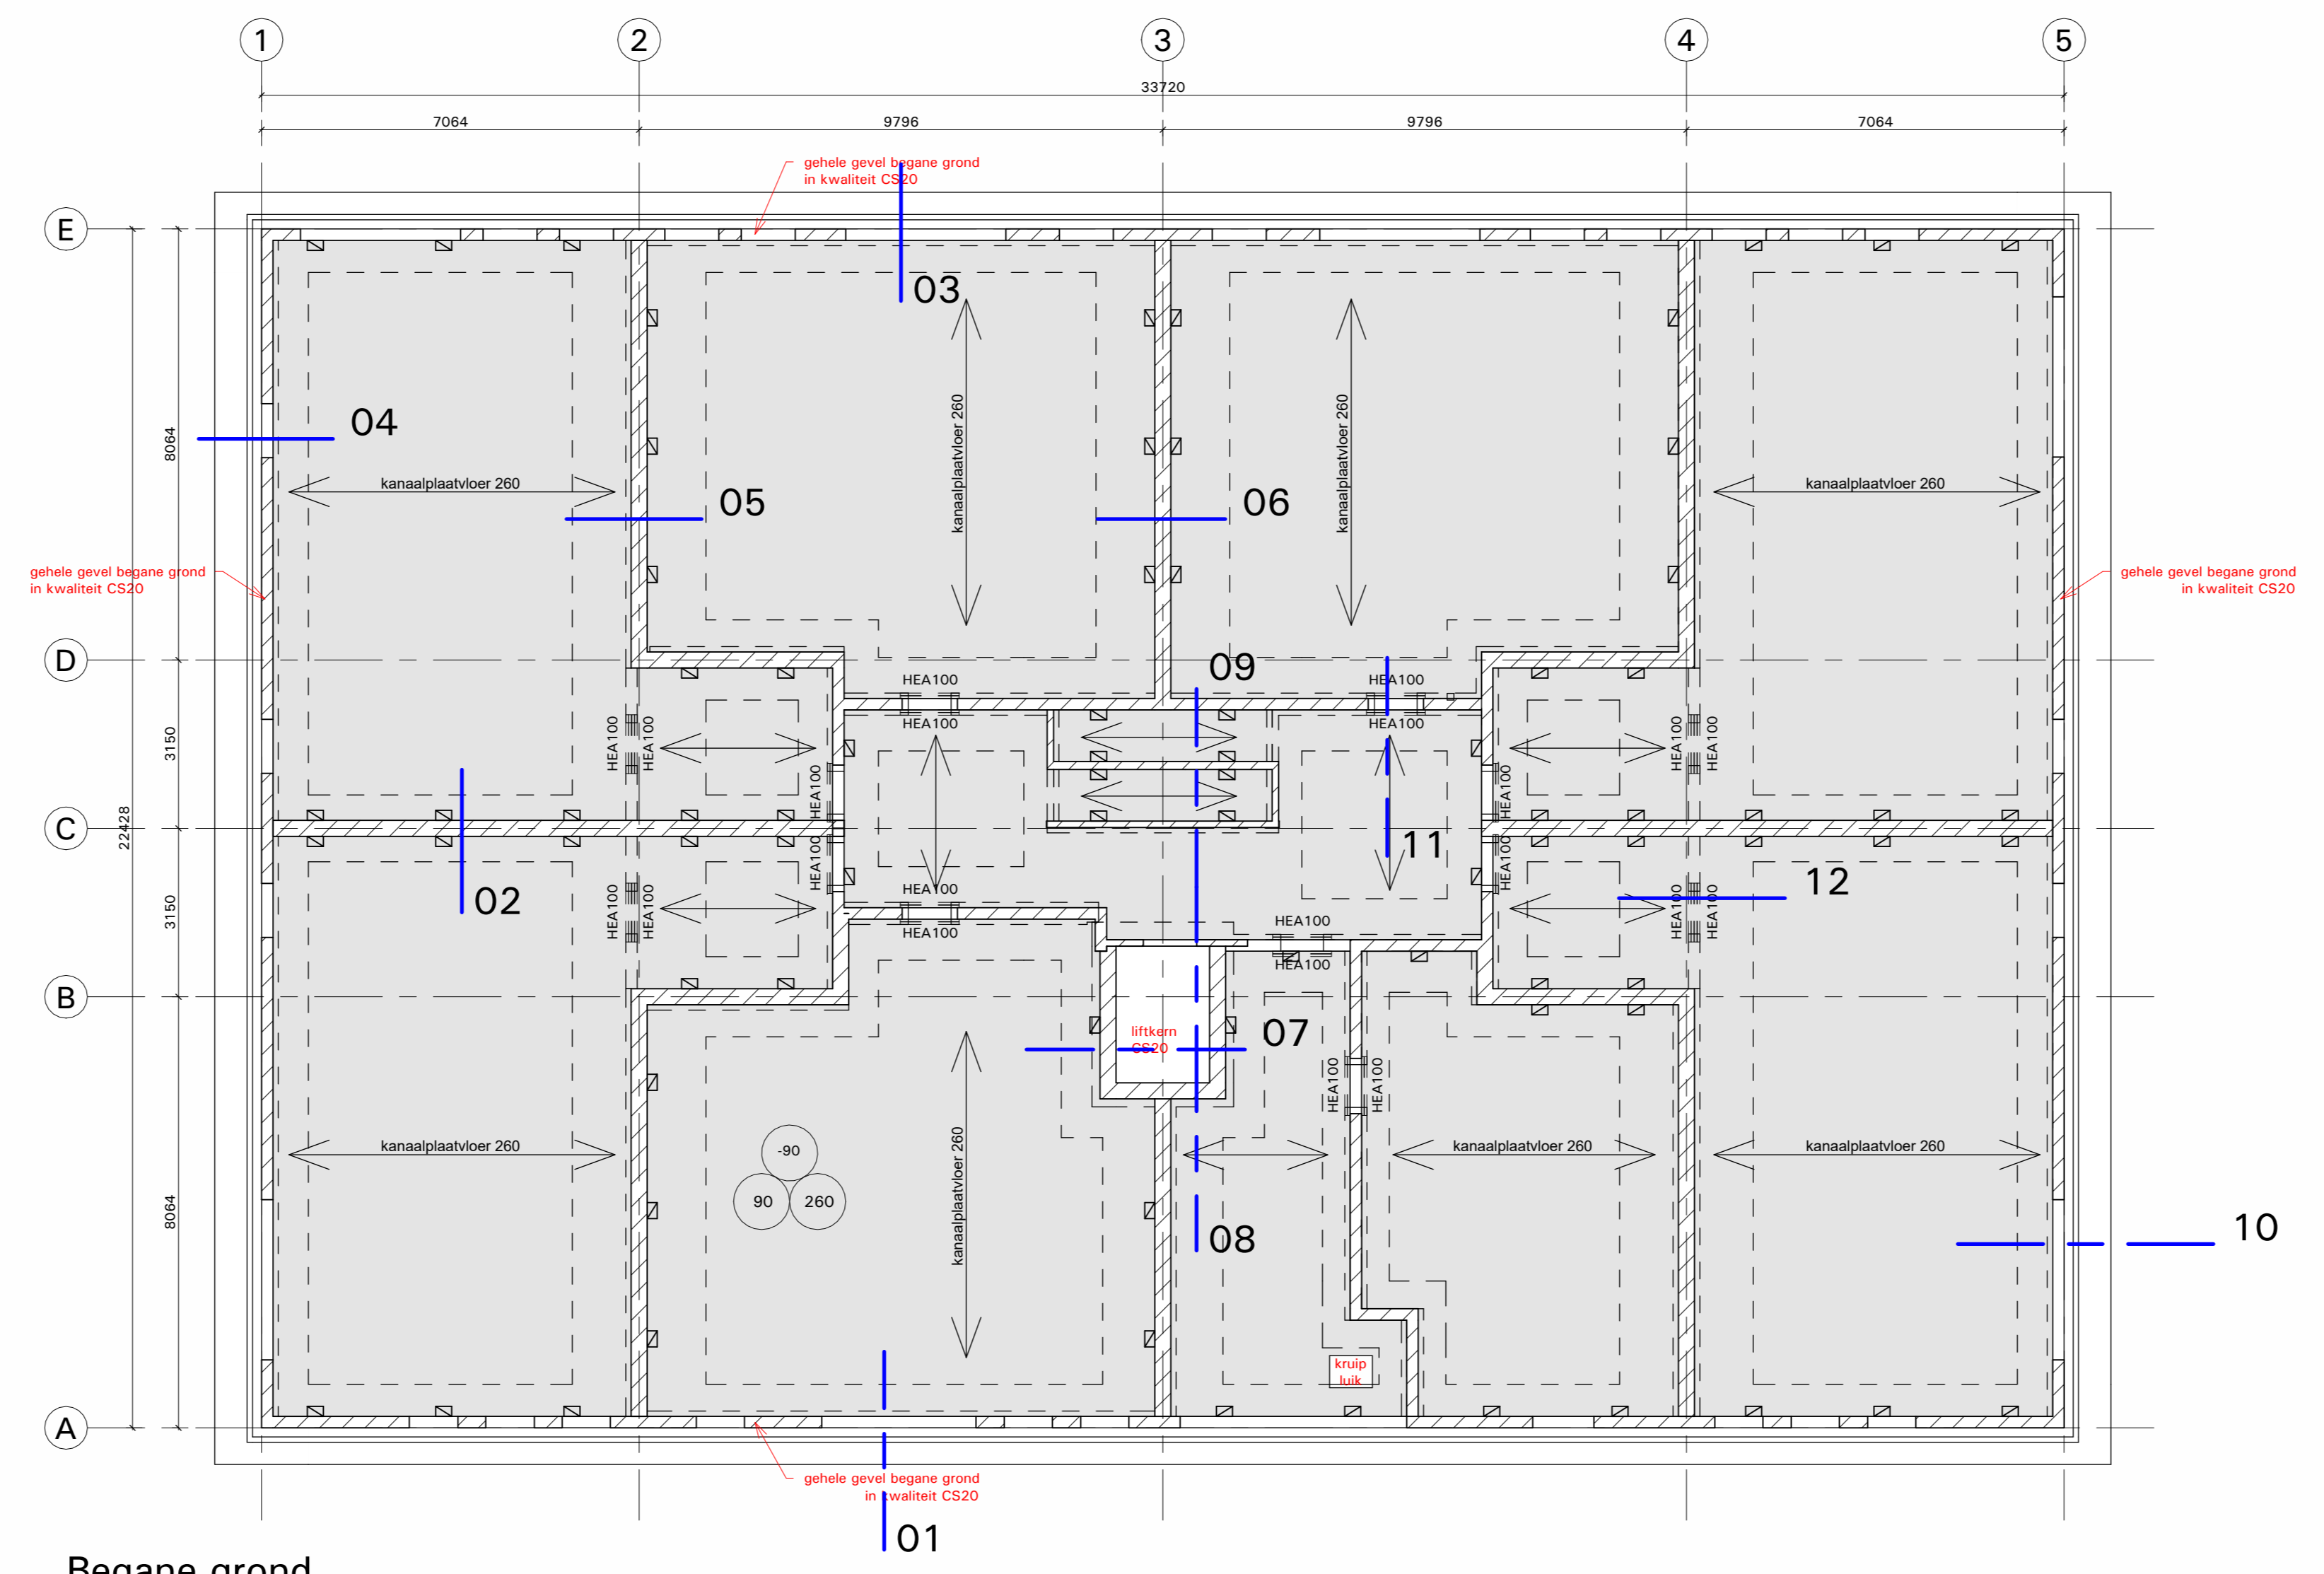 1 2 3 4 5
33720
7064 9796 9796 7064
gehele gevel begane grond
in kwaliteit CS20
E
03
04
8064
kanaalplaatvloer 260
kanaalplaatvloer 260
kanaalplaatvloer 260
kanaalplaatvloer 260
05
06
gehele gevel begane grond
in kwaliteit CS20
gehele gevel begane grond
in kwaliteit CS20
D
09
HEA100
HEA100
HEA100
HEA100
3150
HEA100
HEA100
HEA100
HEA100
HEA100
HEA100
22428
C
11
HEA100
HEA100
12
02
3150
HEA100
HEA100
HEA100
HEA100
HEA100
HEA100
HEA100
HEA100
B
liftkern
CS20
07
HEA100
HEA100
kanaalplaatvloer 260
kanaalplaatvloer 260
kanaalplaatvloer 260
kanaalplaatvloer 260
-90
90
260
8064
08
10
kruip
luik
A
gehele gevel begane grond
in kwaliteit CS20
01
Begane grond